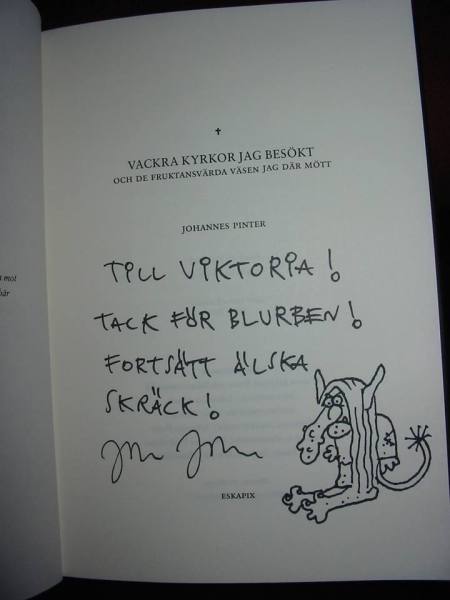 VACKRA KYRKOR JAG BESÖKT
OCH DE FRUKTANSVÄRDA VÄSEN JAG DÄR MÖTT
JOHANNES PINTER
TILL VIKTORIA!
TACK FÖR BLURBEN!
FORTSÄTT ÄLSKA
SKRÄCK!
ESKAPIX
mot